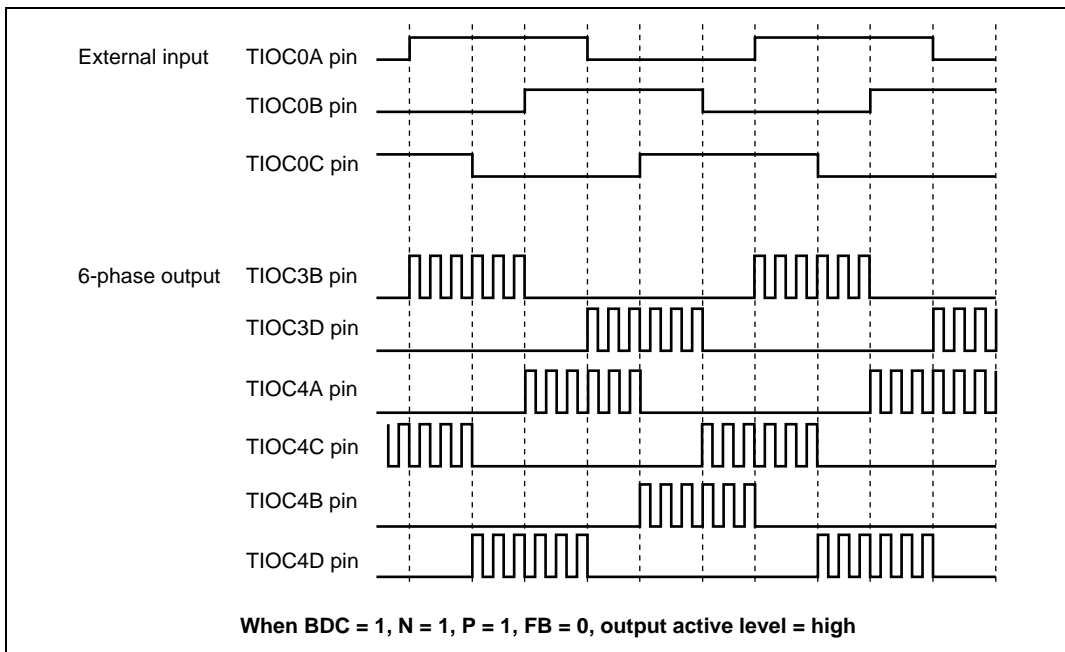 External input TIOC0A pin
TIOC0B pin
TIOC0C pin
6-phase output TIOC3B pin
TIOC3D pin
TIOC4A pin
TIOC4C pin
TIOC4B pin
TIOC4D pin
When BDC = 1, N = 1, P = 1, FB = 0, output active level = high